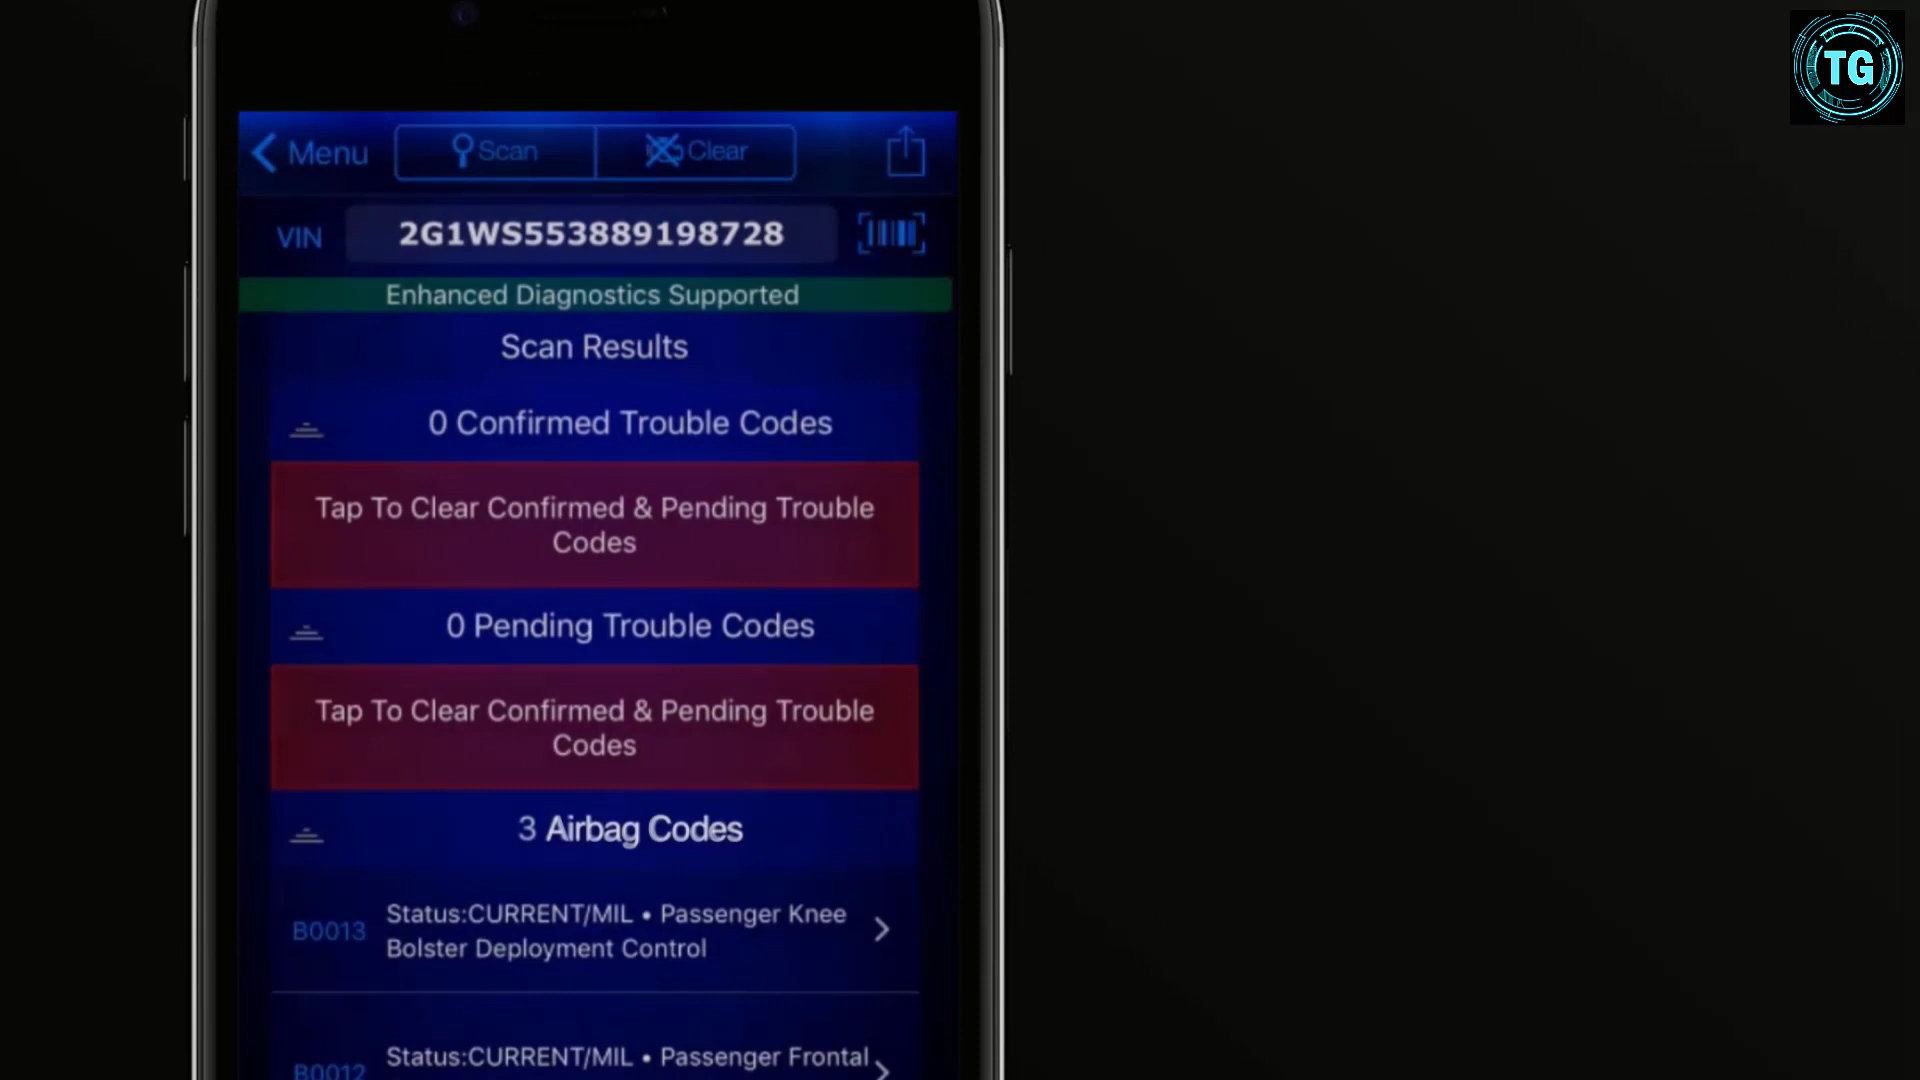 TG
Menu
Scan
Clear
VIN
2G1WS553889198728
Enhanced Diagnostics Supported
Scan Results
0 Confirmed Trouble Codes
Tap To Clear Confirmed & Pending Trouble
Codes
0 Pending Trouble Codes
Tap To Clear Confirmed & Pending Trouble
Codes
3 Airbag Codes
B0013
Status:CURRENT/MIL • Passenger Knee
Bolster Deployment Control
B0012
Status:CURRENT/MIL • Passenger Frontal